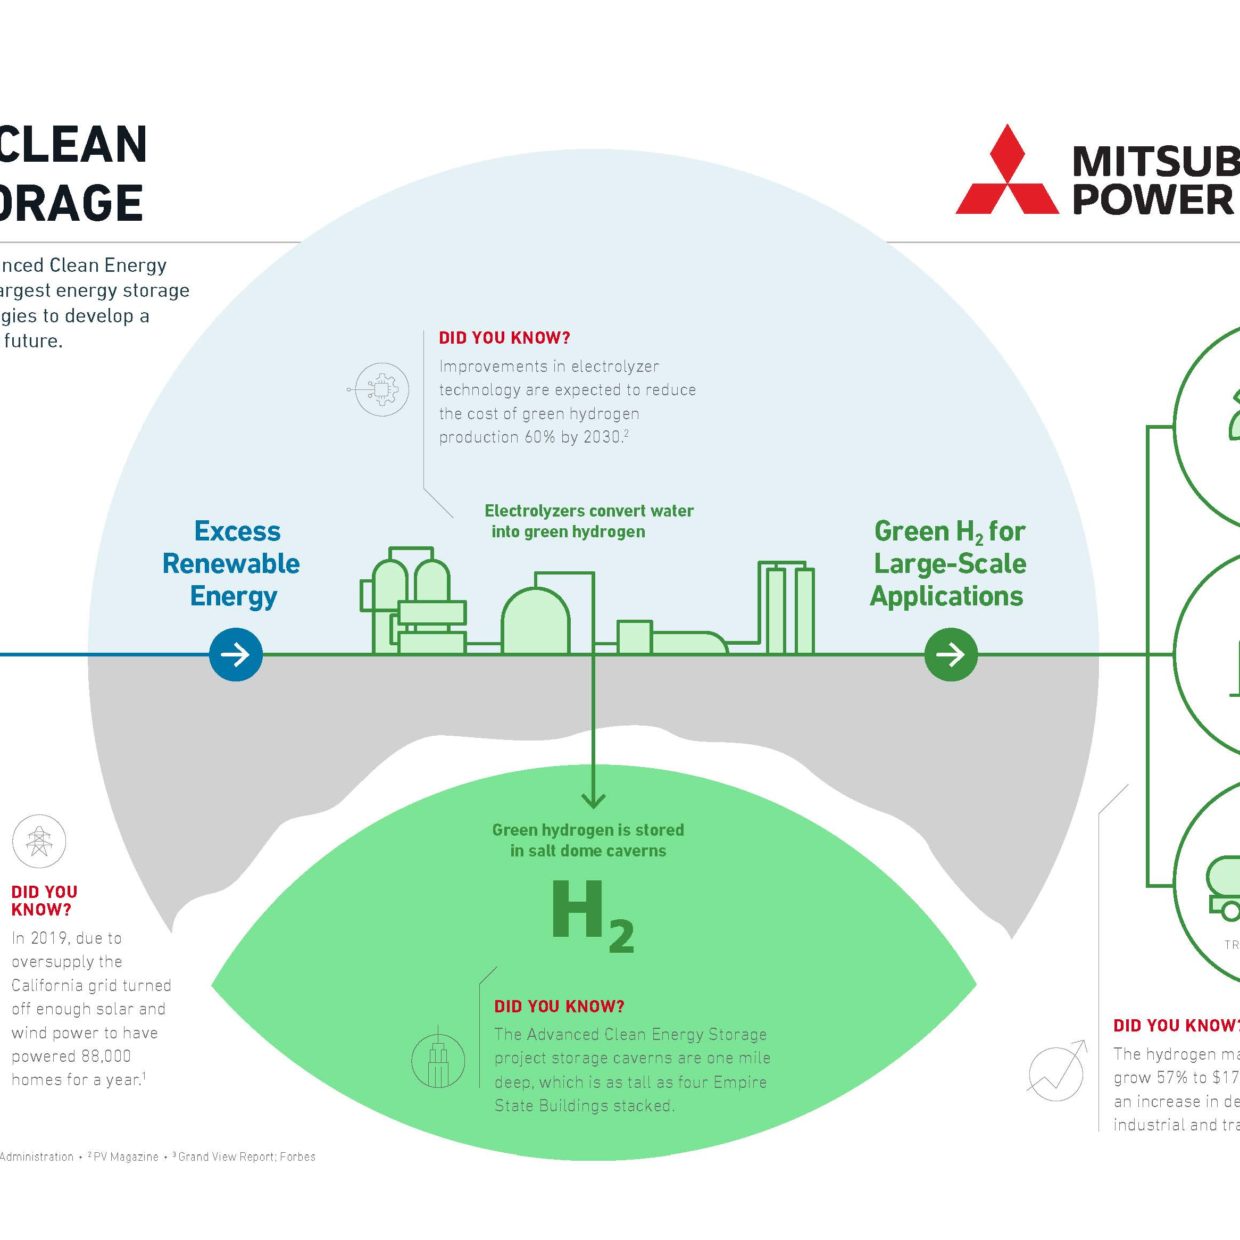 CLEAN
ORAGE
MITSUB
POWER
nced Clean Energy
argest energy storage
gies to develop a
future.
DID YOU KNOW?
Improvements in electrolyzer
technology are expected to reduce
the cost of green hydrogen
production 60% by 2030.²
Electrolyzers convert water
into green hydrogen
Excess
Renewable
Energy
Green H₂ for
Large-Scale
Applications
Green hydrogen is stored
in salt dome caverns
H₂
DID YOU
KNOW?
In 2019, due to
oversupply the
California grid turned
off enough solar and
wind power to have
powered 88,000
homes for a year.¹
DID YOU KNOW?
The Advanced Clean Energy Storage
project storage caverns are one mile
deep, which is as tall as four Empire
State Buildings stacked.
TR
DID YOU KNOW?
The hydrogen ma
grow 57% to $17
an increase in de
industrial and tra
Administration • ² PV Magazine • ³ Grand View Report; Forbes